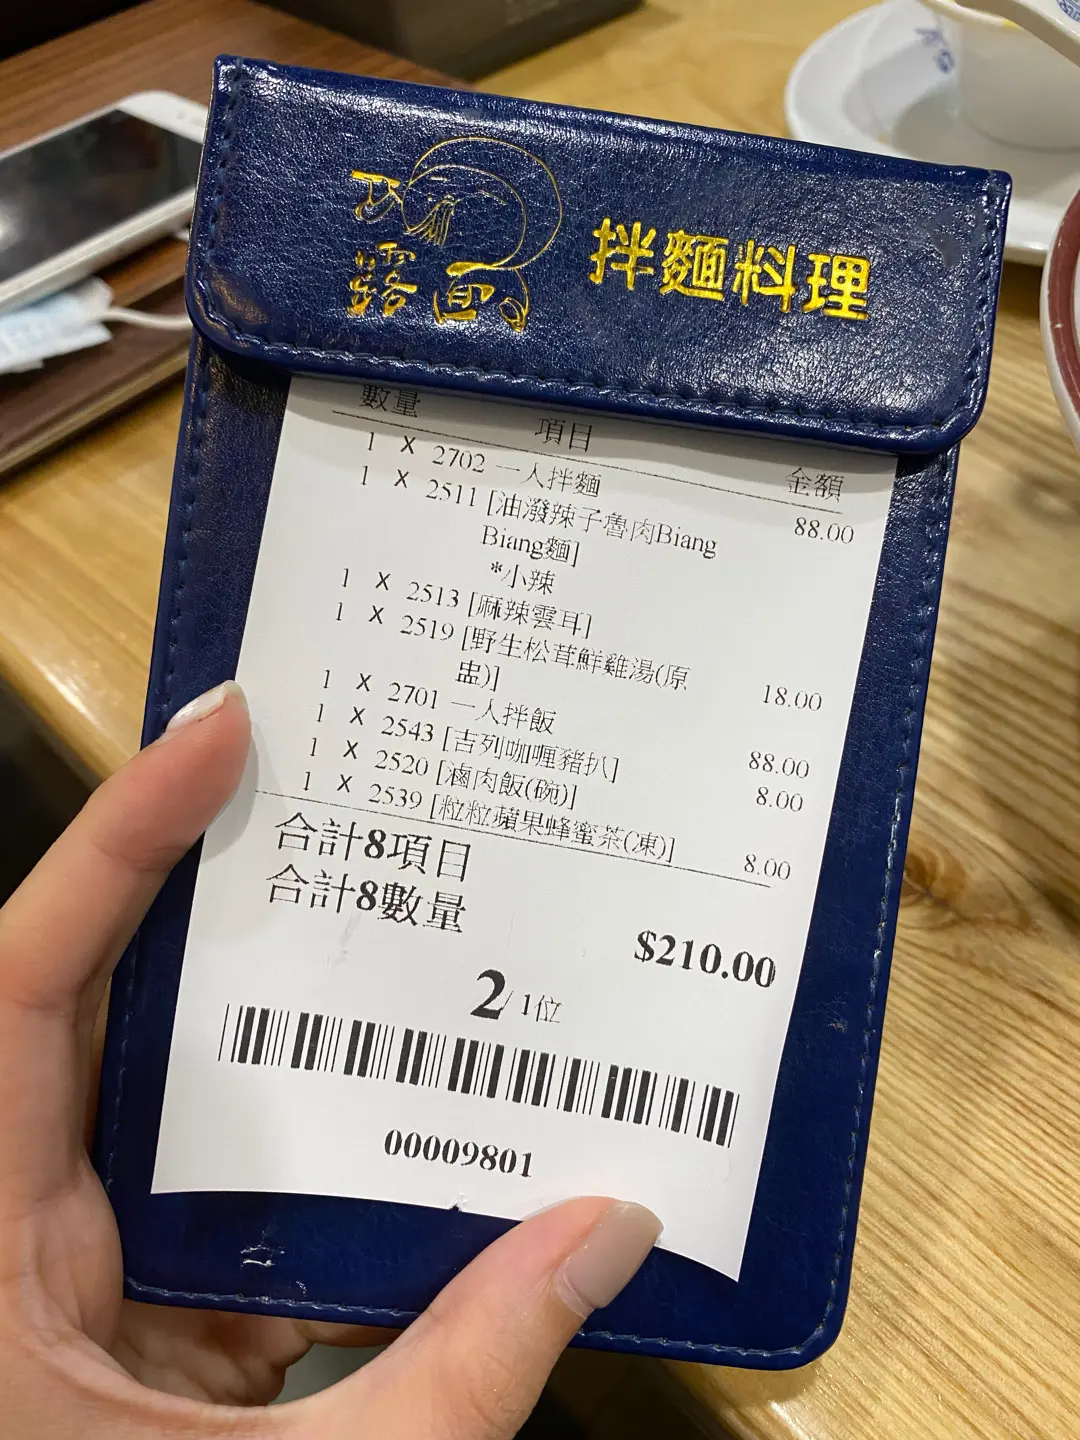 巧
露面
拌麵料理
數量 項目 金額
1 X 2702 一人拌麵 88.00
1 X 2511 [油潑辣子魯肉Biang
Biang麵]
*小辣
1 X 2513 [麻辣雲耳]
1 X 2519 [野生松茸鮮雞湯(原 18.00
盅)]
1 X 2701 一人拌飯 88.00
1 X 2543 [吉列咖喱豬扒] 8.00
1 X 2520 [滷肉飯(碗)]
1 X 2539 [粒粒蘋果蜂蜜茶(凍)] 8.00
合計8項目
合計8數量
$210.00
2/ 1位
00009801